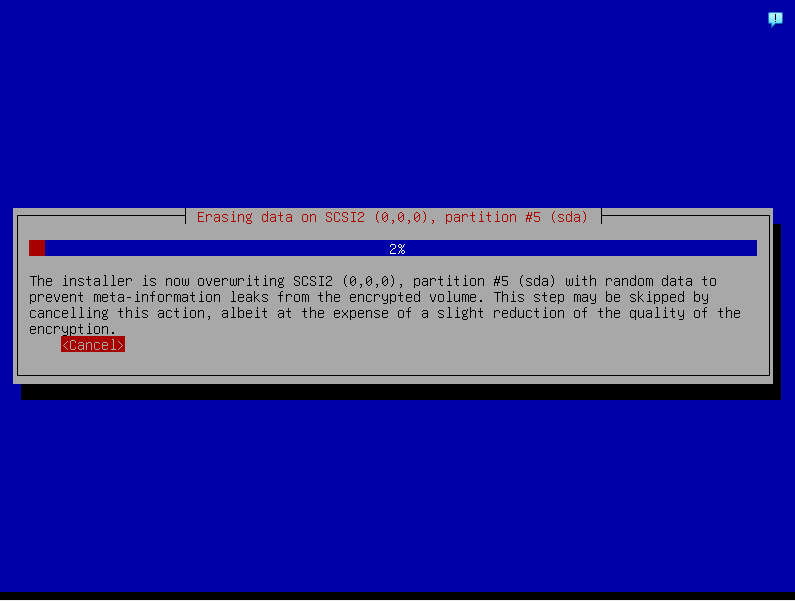 Erasing data on SCSI2 (0,0,0), partition #5 (sda)
2%
The installer is now overwriting SCSI2 (0,0,0), partition #5 (sda) with random data to
prevent meta-information leaks from the encrypted volume. This step may be skipped by
cancelling this action, albeit at the expense of a slight reduction of the quality of the
encryption.
<Cancel>